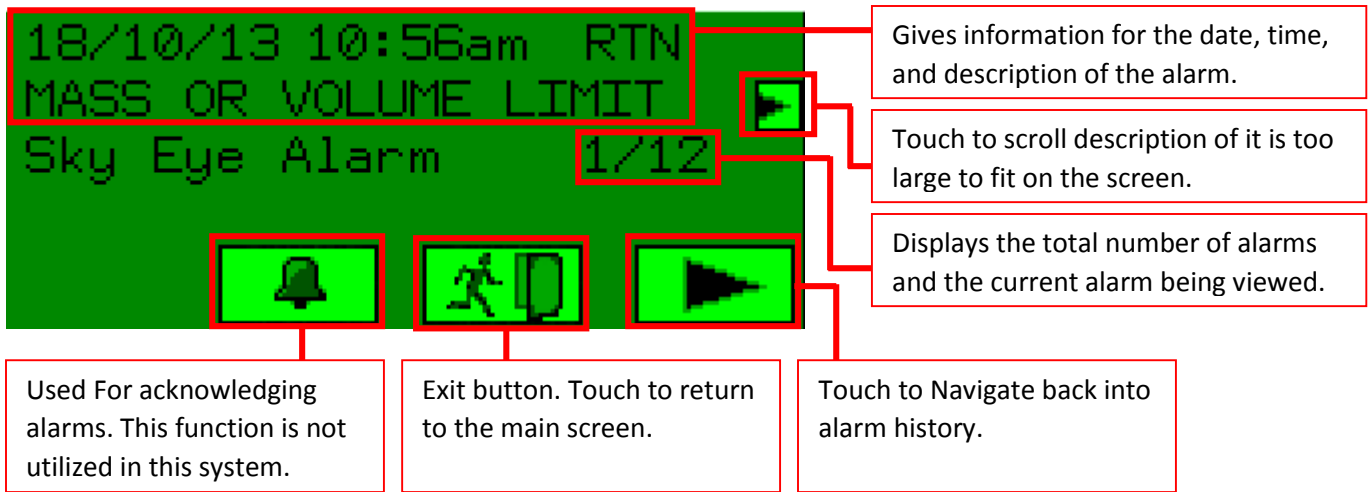 18/10/13 10:56am RTN
MASS OR VOLUME LIMIT
Sky Eye Alarm 1/12
Gives information for the date, time,
and description of the alarm.
Touch to scroll description of it is too
large to fit on the screen.
Displays the total number of alarms
and the current alarm being viewed.
Used For acknowledging
alarms. This function is not
utilized in this system.
Exit button. Touch to return
to the main screen.
Touch to Navigate back into
alarm history.